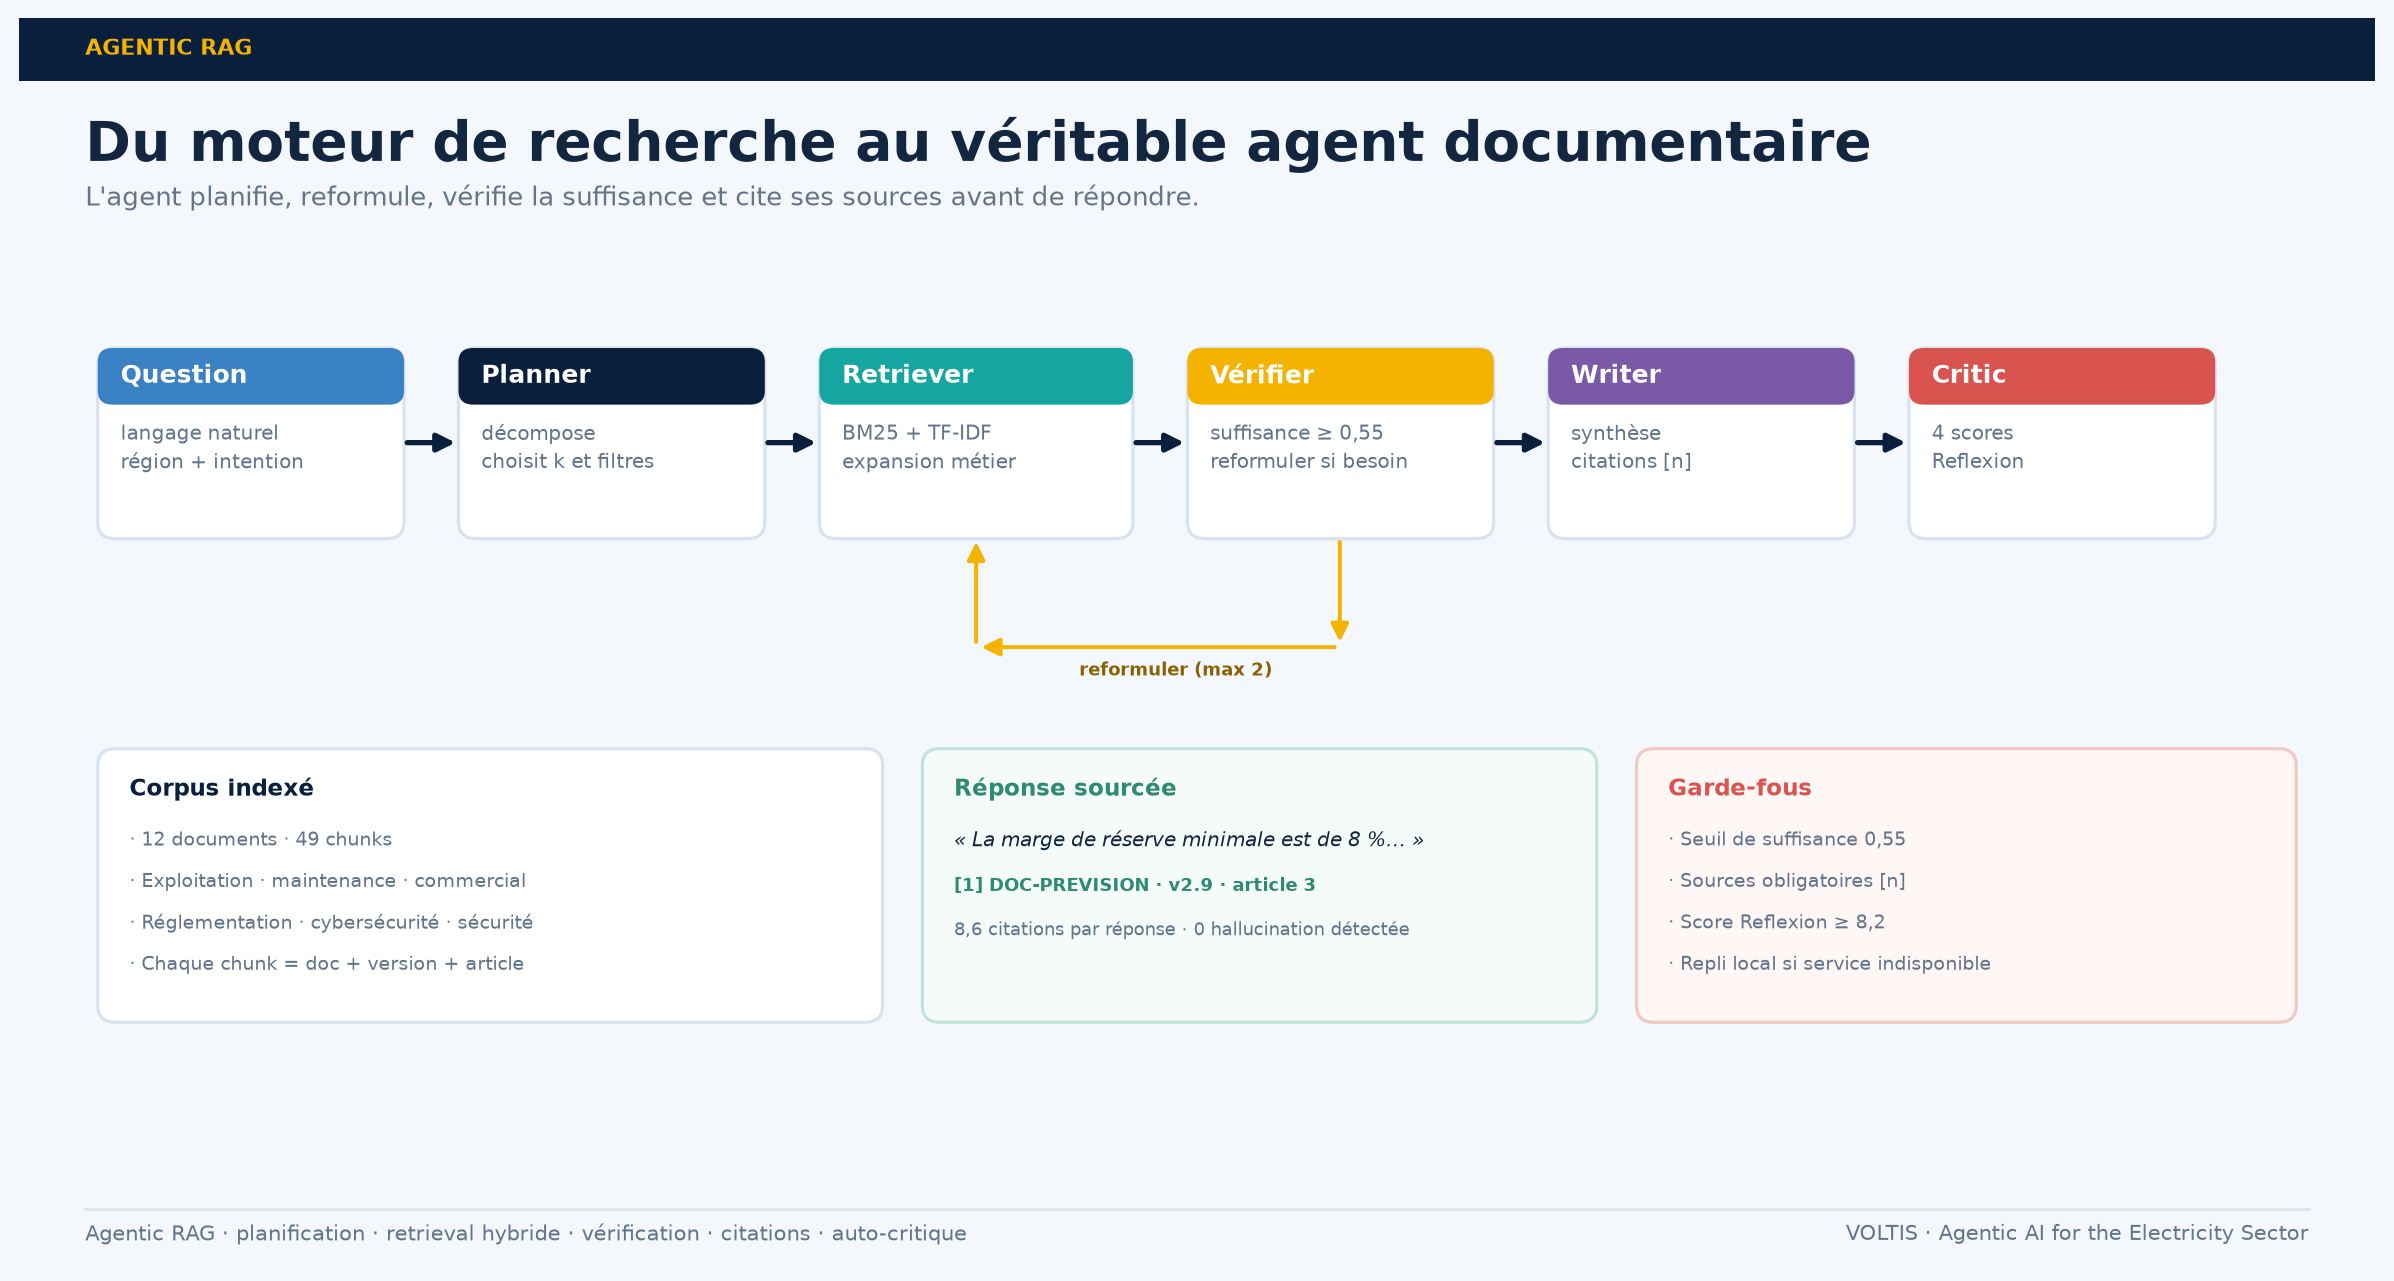 AGENTIC RAG
Du moteur de recherche au véritable agent documentaire
L'agent planifie, reformule, vérifie la suffisance et cite ses sources avant de répondre.
Question
langage naturel
région + intention
Planner
décompose
choisit k et filtres
Retriever
BM25 + TF-IDF
expansion métier
Vérifier
suffisance ≥ 0,55
reformuler si besoin
Writer
synthèse
citations [n]
Critic
4 scores
Reflexion
reformuler (max 2)
Corpus indexé
· 12 documents · 49 chunks
· Exploitation · maintenance · commercial
· Réglementation · cybersécurité · sécurité
· Chaque chunk = doc + version + article
Réponse sourcée
« La marge de réserve minimale est de 8 %... »
[1] DOC-PREVISION · v2.9 · article 3
8,6 citations par réponse · 0 hallucination détectée
Garde-fous
· Seuil de suffisance 0,55
· Sources obligatoires [n]
· Score Reflexion ≥ 8,2
· Repli local si service indisponible
Agentic RAG · planification · retrieval hybride · vérification · citations · auto-critique
VOLTIS · Agentic AI for the Electricity Sector